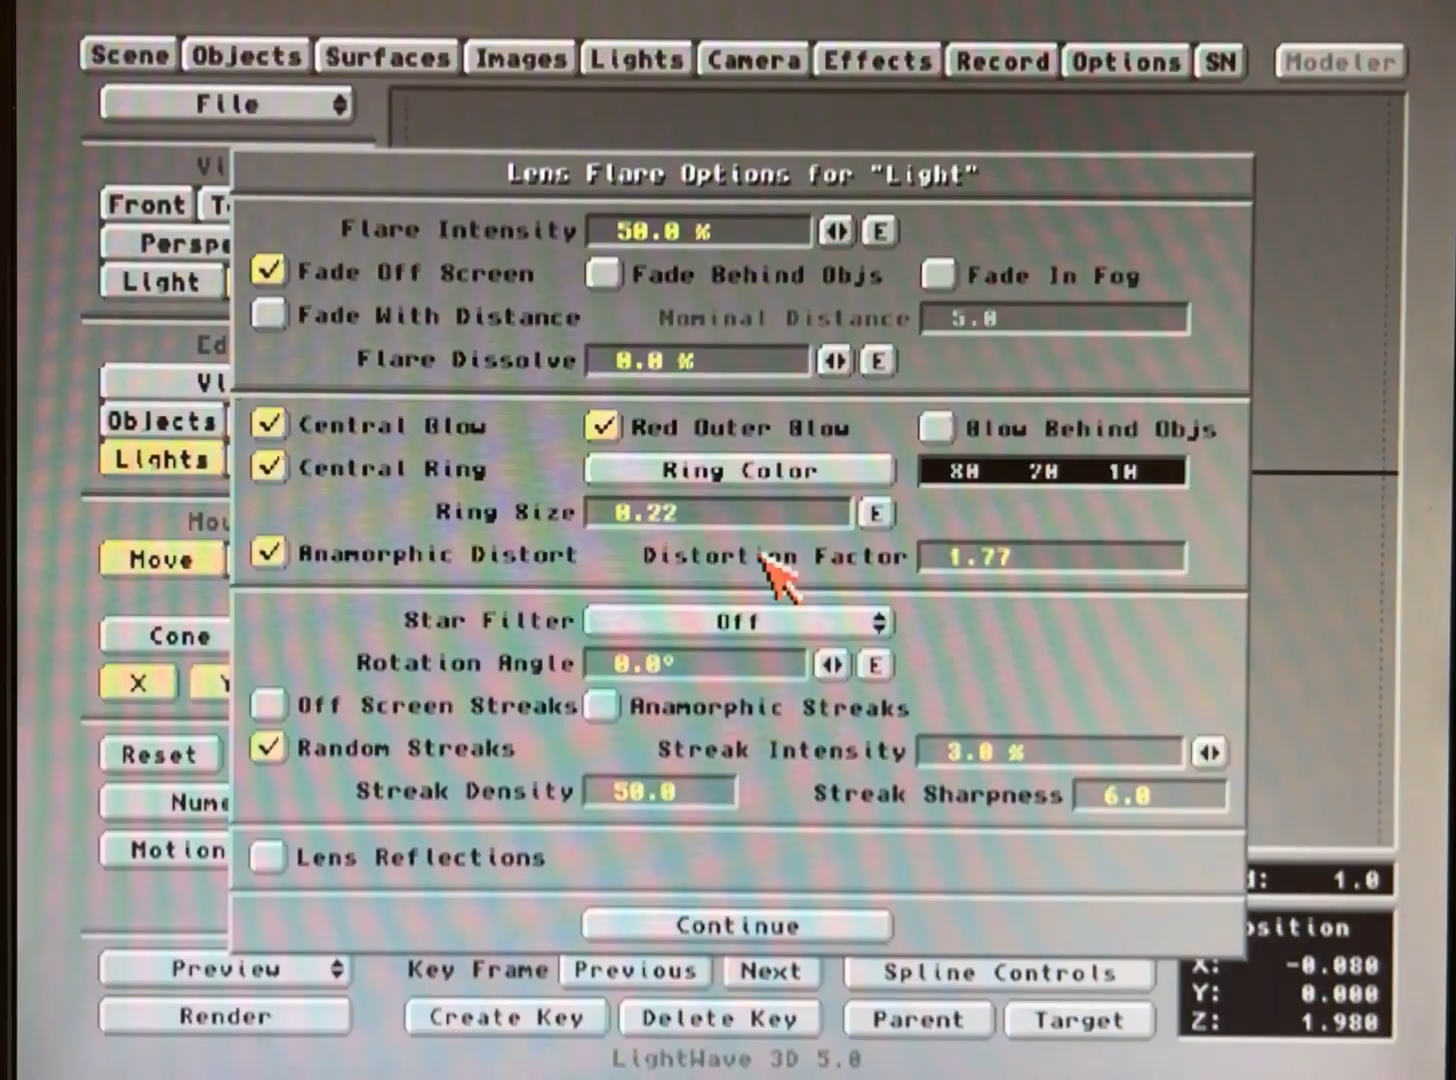 Scene Objects Surfaces Images Lights Camera Effects Record Options SN Modeler
File
Lens Flare Options for "Light"
Front
Flare Intensity 50.0 % E
Persp
Fade Off Screen Fade Behind Objs Fade In Fog
Light
Fade With Distance Nominal Distance 5.0
Flare Dissolve 0.0 % E
Objects
Central Glow Red Outer Glow Glow Behind Objs
Lights
Central Ring Ring Color
Ring Size 0.22 E
Move
Anamorphic Distort Distortion Factor 1.77
Star Filter Off
Cone
Rotation Angle 0.0° E
X Y
Off Screen Streaks Anamorphic Streaks
Reset
Random Streaks Streak Intensity 3.0 %
Nume
Streak Density 50.0 Streak Sharpness 6.0
Motion
Lens Reflections
1.0
Continue
osition
Preview Key Frame Previous Next Spline Controls
X: -0.080
Y: 0.000
Z: 1.980
Render Create Key Delete Key Parent Target
LightWave 3D 5.0